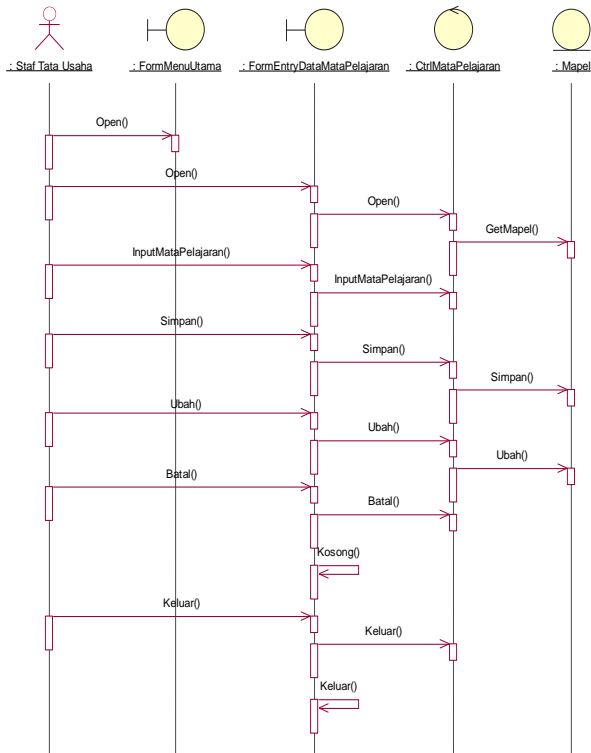 : Staf Tata Usaha
: FormMenuUtama
: FormEntryDataMataPelajaran
: CtrlMataPelajaran
: Mapel
Open()
Open()
Open()
GetMapel()
InputMataPelajaran()
InputMataPelajaran()
Simpan()
Simpan()
Simpan()
Ubah()
Ubah()
Ubah()
Batal()
Batal()
Kosong()
Keluar()
Keluar()
Keluar()